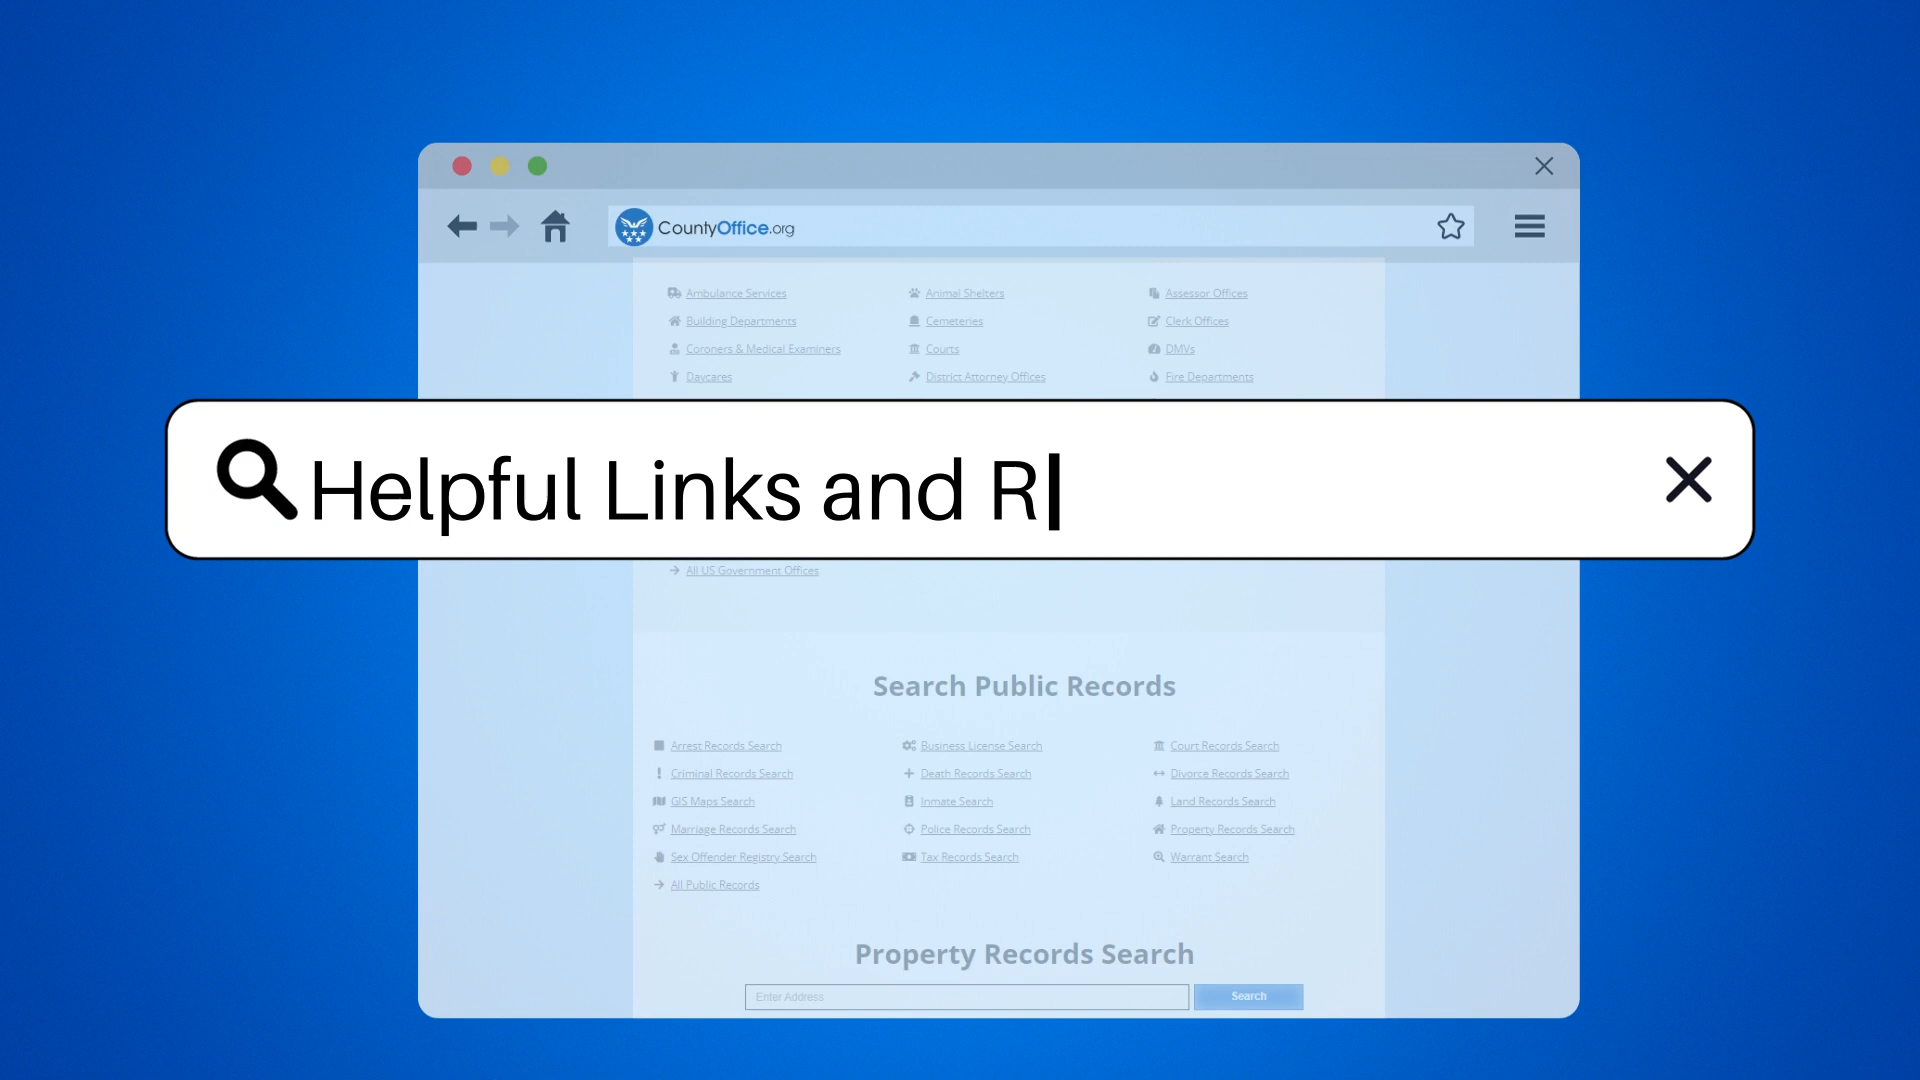 CountyOffice.org
Ambulance Services Animal Shelters Assessor Offices
Building Departments Cemeteries Clerk Offices
Coroners & Medical Examiners Courts DMVs
Daycares District Attorney Offices Fire Departments
Helpful Links and R
All US Government Offices
Search Public Records
Arrest Records Search Business License Search Court Records Search
Criminal Records Search Death Records Search Divorce Records Search
GIS Maps Search Inmate Search Land Records Search
Marriage Records Search Police Records Search Property Records Search
Sex Offender Registry Search Tax Records Search Warrant Search
All Public Records
Property Records Search
Enter Address Search